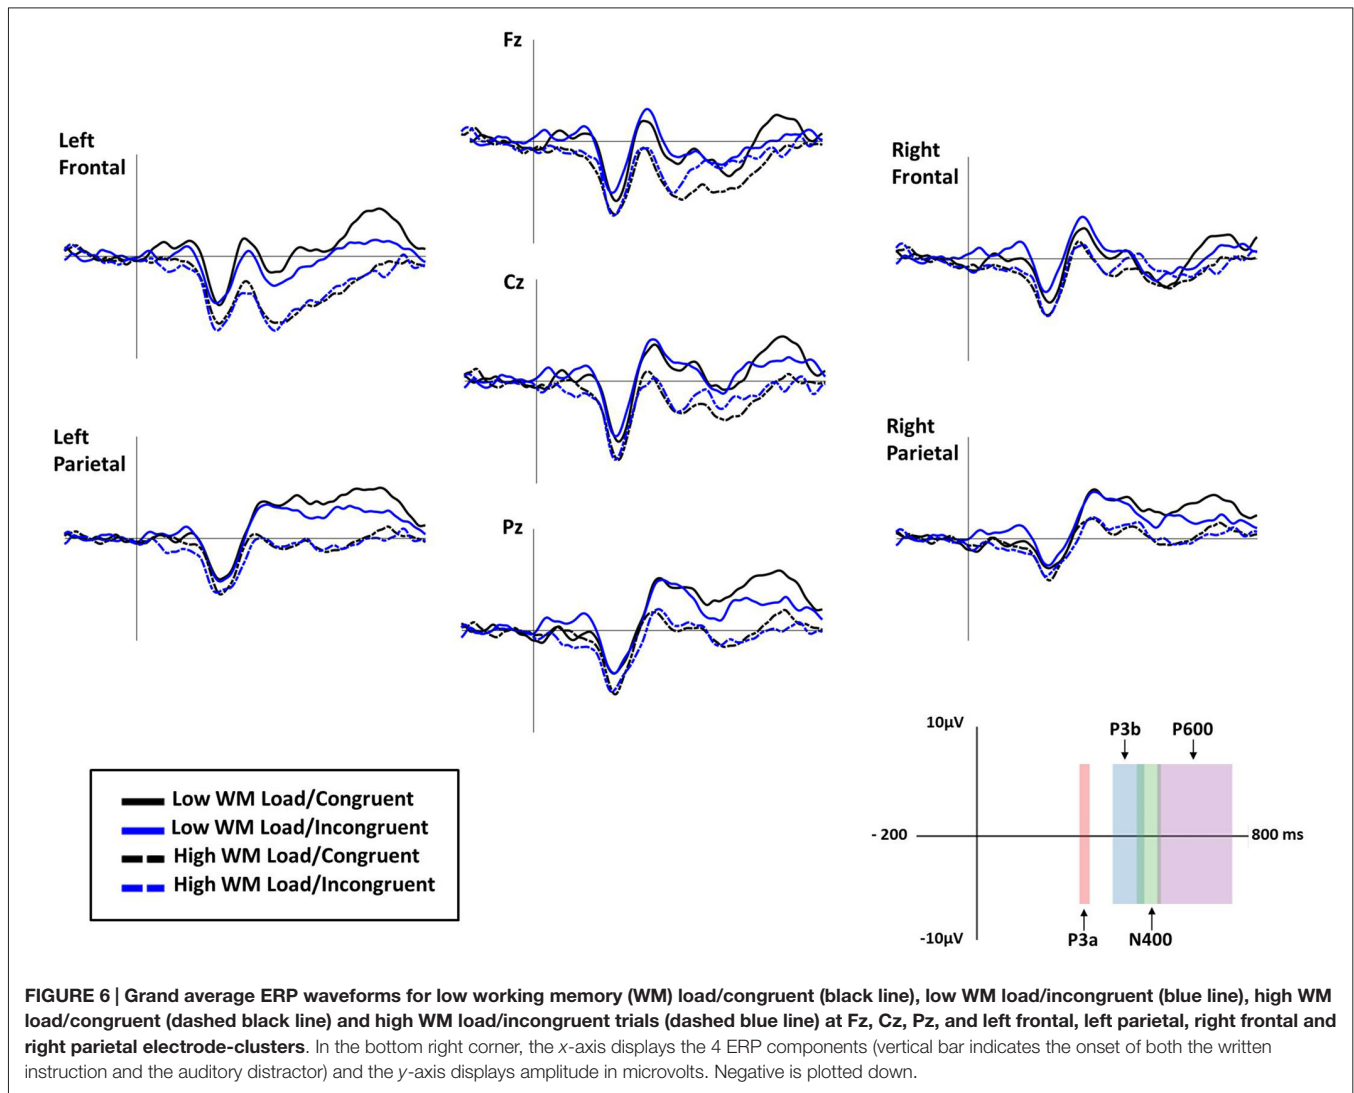 Fz
Left
Frontal
Right
Frontal
Cz
Left
Parietal
Right
Parietal
Pz
Low WM Load/Congruent
Low WM Load/Incongruent
High WM Load/Congruent
High WM Load/Incongruent
10μV
P3b
P600
- 200
800 ms
-10μV
P3a
N400
FIGURE 6 | Grand average ERP waveforms for low working memory (WM) load/congruent (black line), low WM load/incongruent (blue line), high WM
load/congruent (dashed black line) and high WM load/incongruent trials (dashed blue line) at Fz, Cz, Pz, and left frontal, left parietal, right frontal and
right parietal electrode-clusters. In the bottom right corner, the x-axis displays the 4 ERP components (vertical bar indicates the onset of both the written
instruction and the auditory distractor) and the y-axis displays amplitude in microvolts. Negative is plotted down.